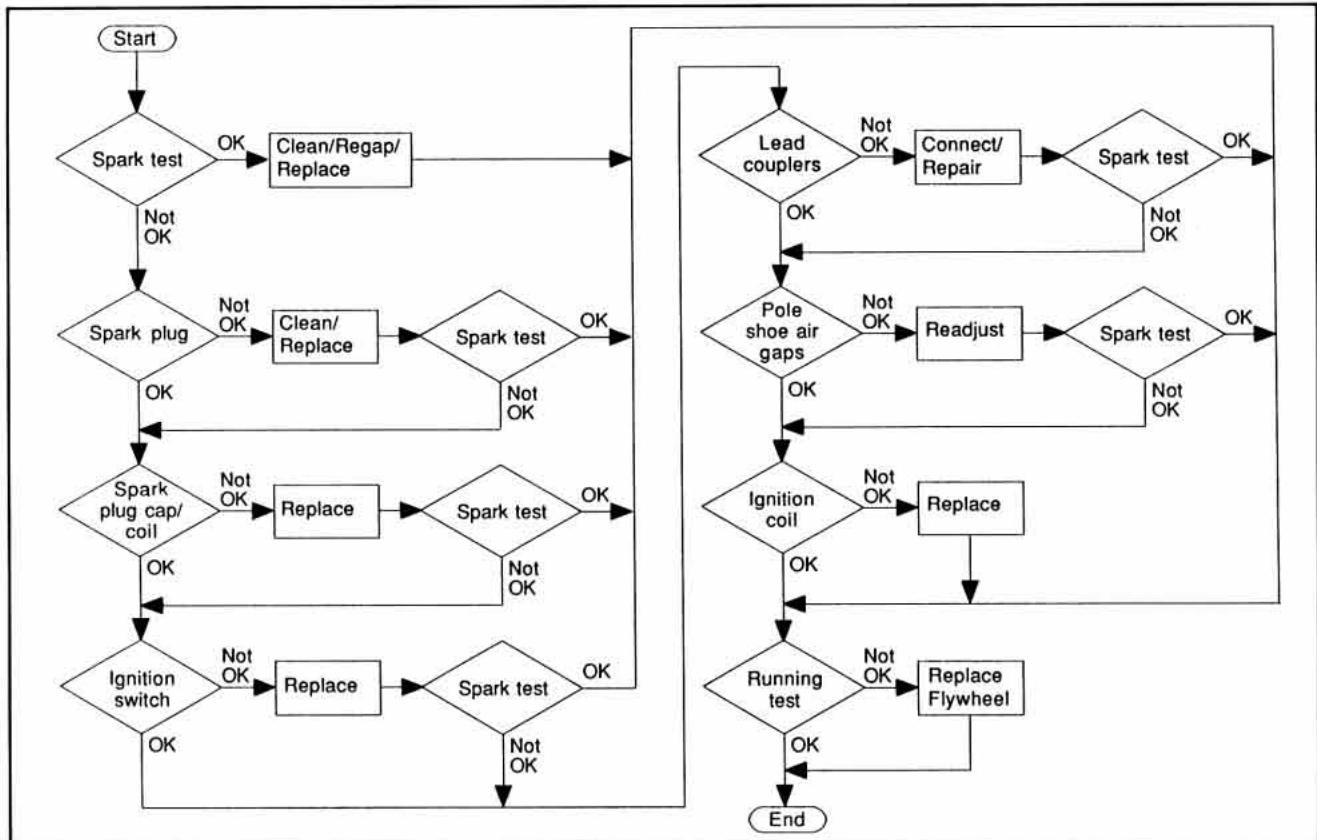 Start
Spark test
OK
Clean/Regap/
Replace
Not
OK
Spark plug
Not
OK
Clean/
Replace
Spark test
OK
OK
Not
OK
Spark
plug cap/
coil
Not
OK
Replace
Spark test
OK
OK
Not
OK
Ignition
switch
Not
OK
Replace
Spark test
OK
OK
Not
OK
Lead
couplers
Not
OK
Connect/
Repair
Spark test
OK
OK
Not
OK
Pole
shoe air
gaps
Not
OK
Readjust
Spark test
OK
OK
Not
OK
Ignition
coil
Not
OK
Replace
OK
Running
test
Not
OK
Replace
Flywheel
OK
End